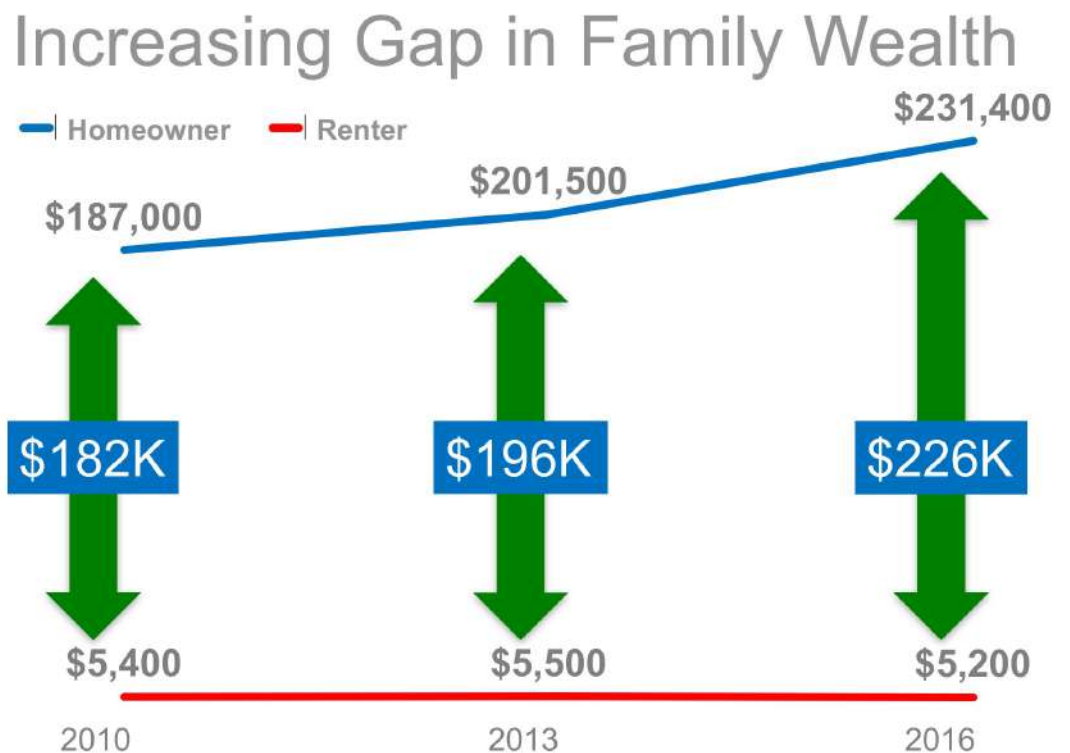 Increasing Gap in Family Wealth
Homeowner Renter
$231,400
$201,500
$187,000
$182K $196K $226K
$5,400 $5,500 $5,200
2010 2013 2016